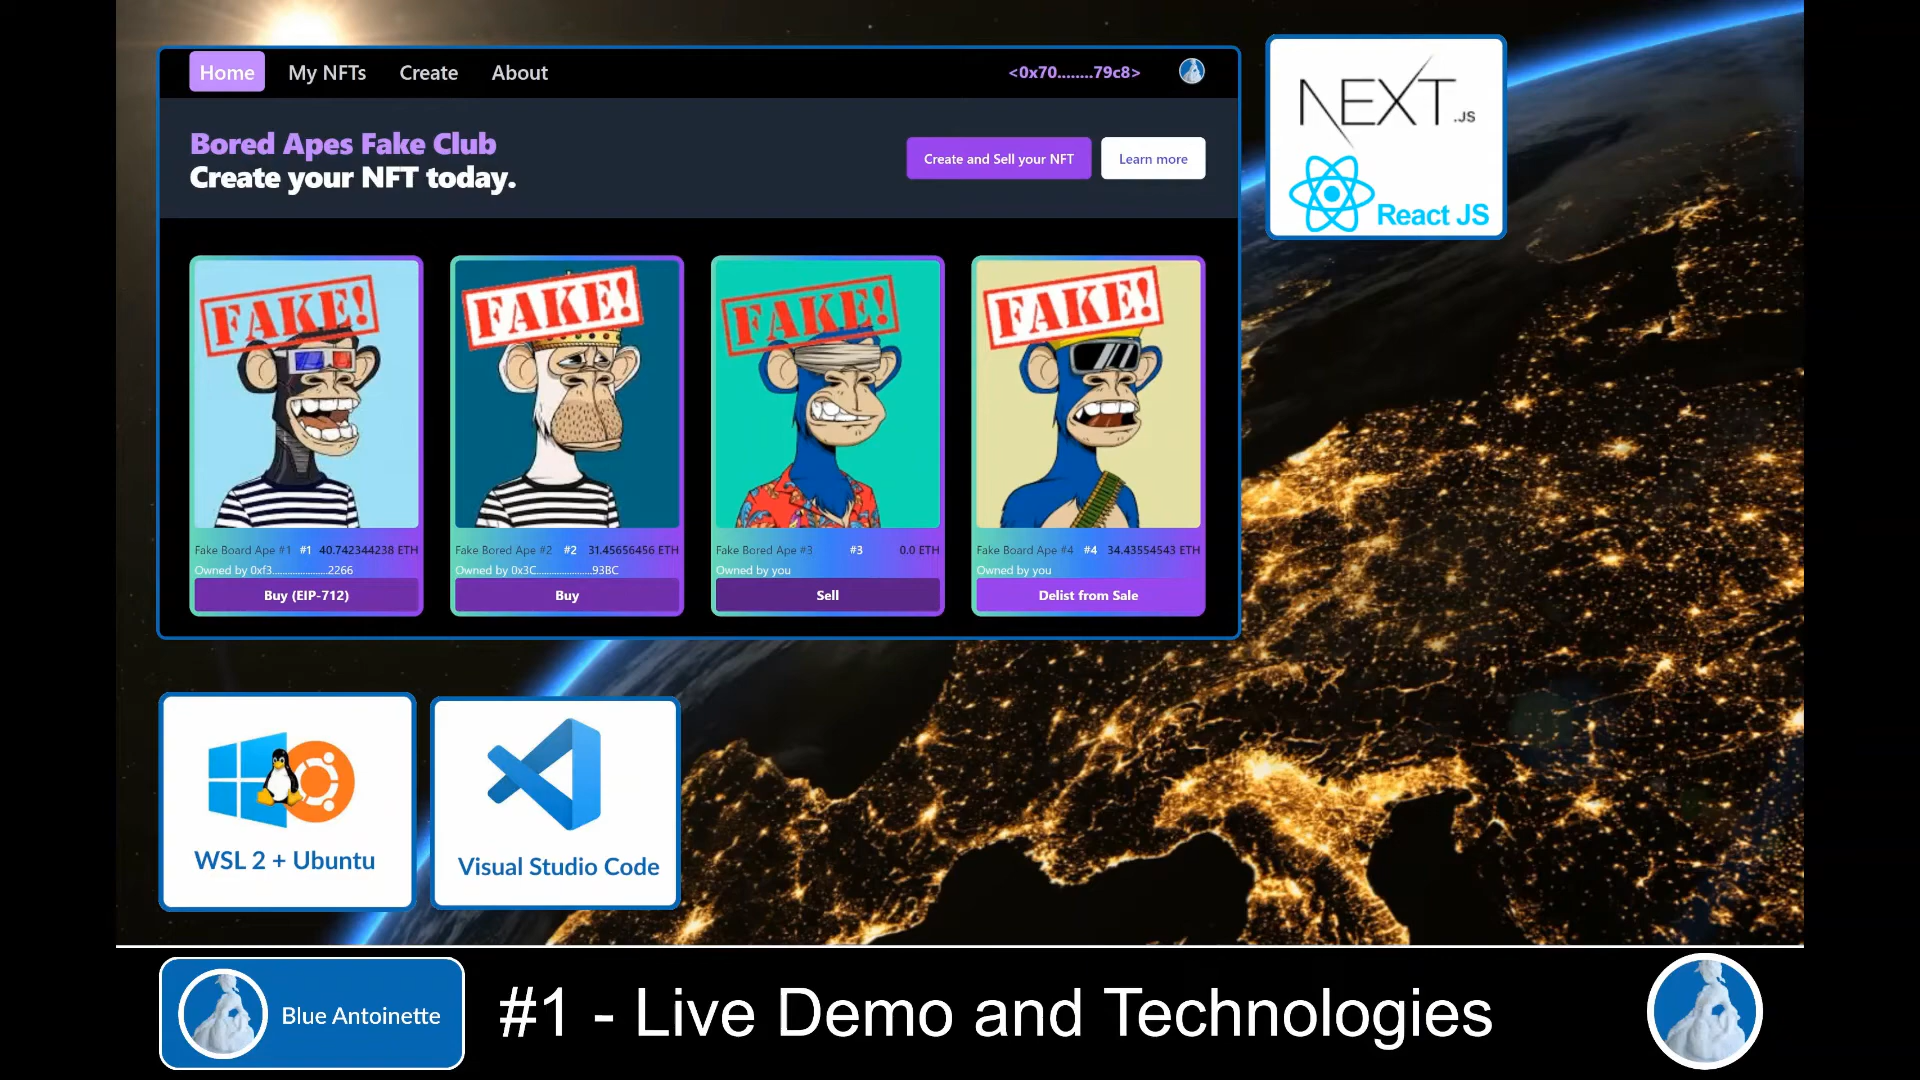 Home My NFTs Create About <0x70........79c8>
Bored Apes Fake Club
Create your NFT today.
Create and Sell your NFT Learn more
NEXT.JS
React JS
FAKE! FAKE! FAKE! FAKE!
Fake Board Ape #1 #1 40.742344238 ETH
Owned by 0xf3......................2266
Buy (EIP-712)
Fake Bored Ape #2 #2 31.45656456 ETH
Owned by 0x3C......................93BC
Buy
Fake Bored Ape #3 #3 0.0 ETH
Owned by you
Sell
Fake Board Ape #4 #4 34.43554543 ETH
Owned by you
Delist from Sale
WSL 2 + Ubuntu
Visual Studio Code
Blue Antoinette
#1 - Live Demo and Technologies